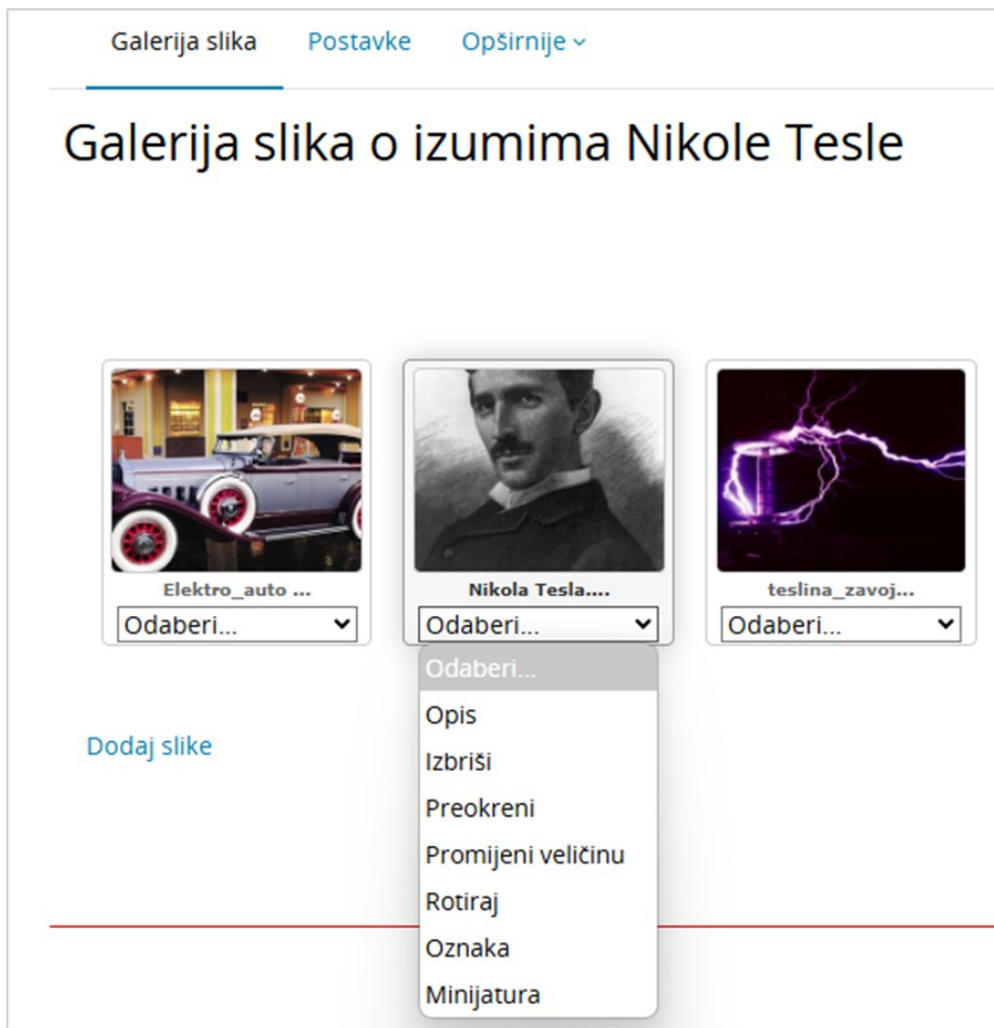 Galerija slika Postavke Opširnije
Galerija slika o izumima Nikole Tesle
Elektro_auto ... Nikola Tesla.... teslina_zavoj...
Odaberi... Odaberi... Odaberi...
Odaberi...
Opis
Dodaj slike
Izbriši
Preokreni
Promijeni veličinu
Rotiraj
Oznaka
Minijatura